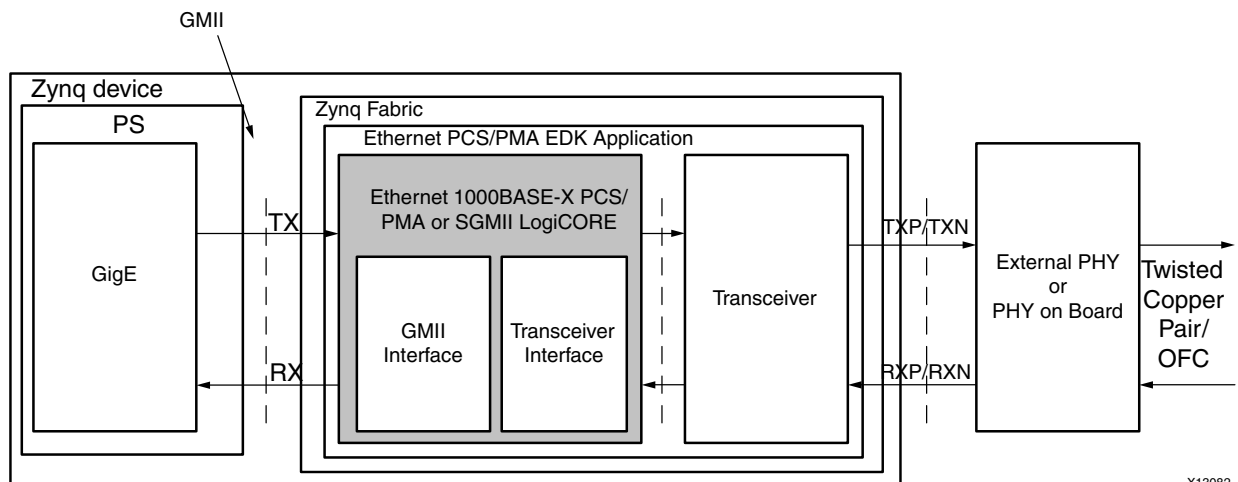 GMII
Zynq device
PS
Zynq Fabric
Ethernet PCS/PMA EDK Application
Ethernet 1000BASE-X PCS/
PMA or SGMII LogiCORE
TX
TXP/TXN
GigE
GMII
Interface
Transceiver
Interface
Transceiver
External PHY
or
PHY on Board
Twisted
Copper
Pair/
OFC
RX
RXP/RXN
X13082